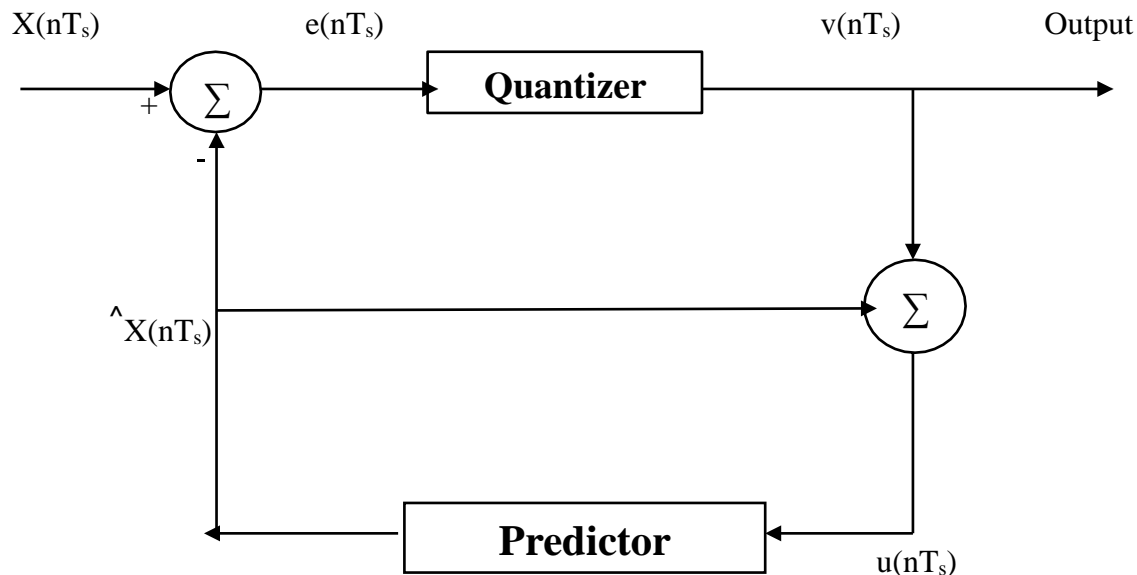 X(nTₛ) e(nTₛ) v(nTₛ) Output
+ Σ Quantizer
-
^X(nTₛ) Σ
Predictor
u(nTₛ)